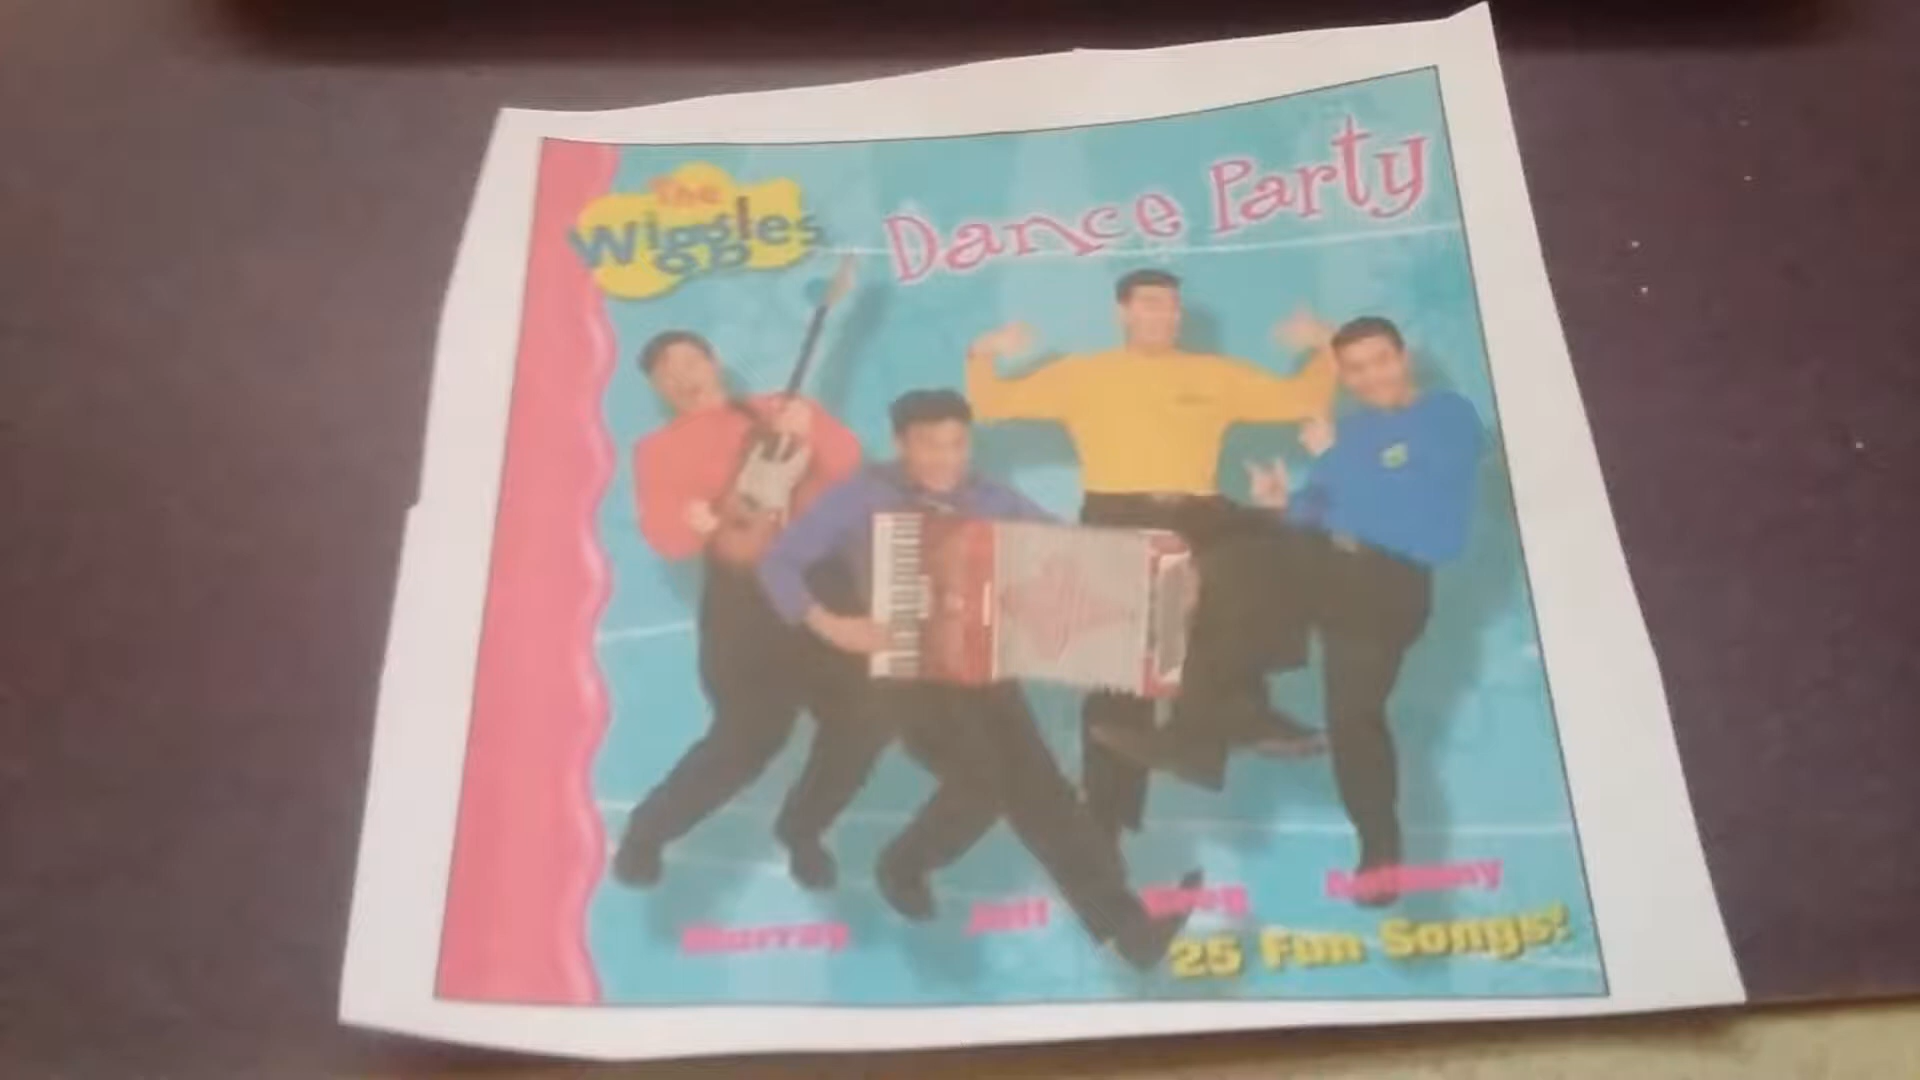 The
Wiggles
Dance Party
Murray
Jeff
Greg
Anthony
25 Fun Songs!